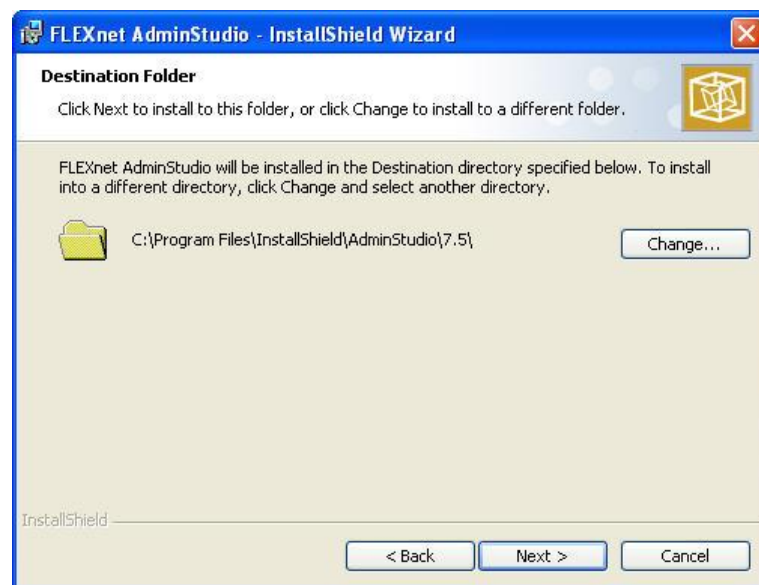 FLEXnet AdminStudio - InstallShield Wizard
Destination Folder
Click Next to install to this folder, or click Change to install to a different folder.
FLEXnet AdminStudio will be installed in the Destination directory specified below. To install
into a different directory, click Change and select another directory.
C:\Program Files\InstallShield\AdminStudio\7.5\
Change...
InstallShield
< Back
Next >
Cancel